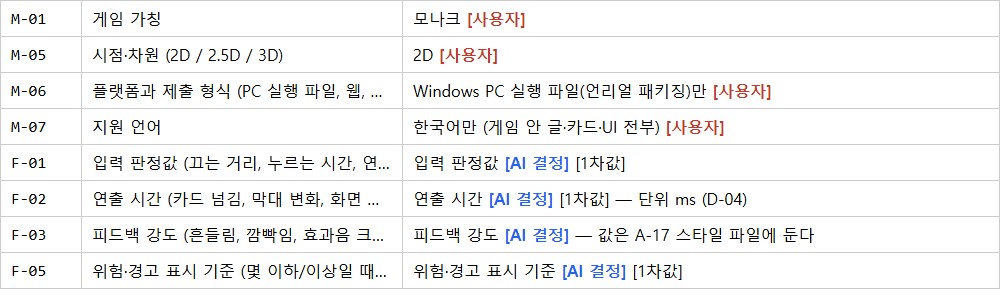 M-01 게임 가칭 모나크 [사용자]
M-05 시점·차원 (2D / 2.5D / 3D) 2D [사용자]
M-06 플랫폼과 제출 형식 (PC 실행 파일, 웹, ... Windows PC 실행 파일(언리얼 패키징)만 [사용자]
M-07 지원 언어 한국어만 (게임 안 글·카드·UI 전부) [사용자]
F-01 입력 판정값 (끄는 거리, 누르는 시간, 연... 입력 판정값 [AI 결정] [1차값]
F-02 연출 시간 (카드 넘김, 막대 변화, 화면 ... 연출 시간 [AI 결정] [1차값] — 단위 ms (D-04)
F-03 피드백 강도 (흔들림, 깜빡임, 효과음 크... 피드백 강도 [AI 결정] — 값은 A-17 스타일 파일에 둔다
F-05 위험·경고 표시 기준 (몇 이하/이상일 때... 위험·경고 표시 기준 [AI 결정] [1차값]